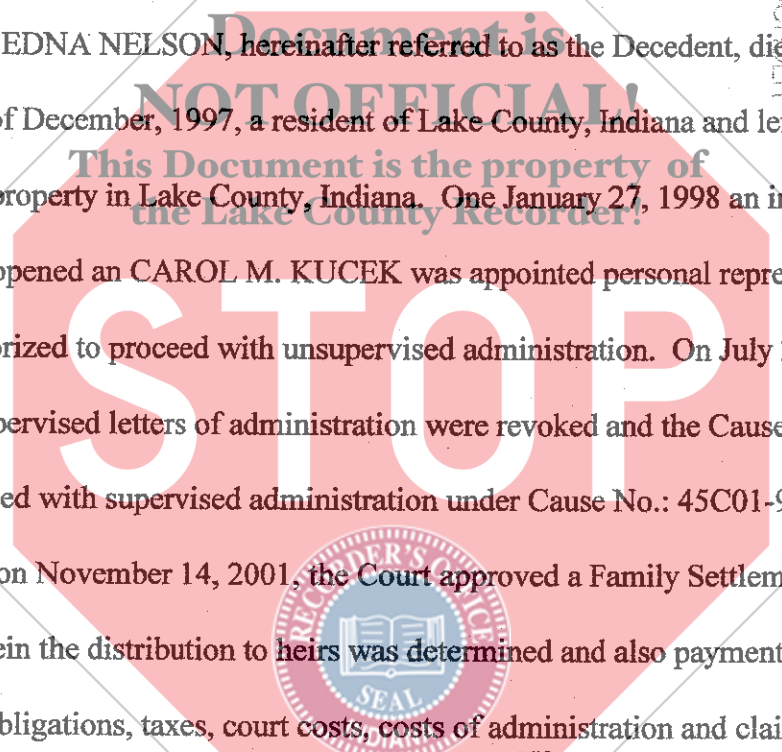 Document is
EDNA NELSON, hereinafter referred to as the Decedent, die
NOT OFFICIAL!
of December, 1997, a resident of Lake County, Indiana and le
This Document is the property of
property in Lake County, Indiana. One January 27, 1998 an i
the Lake County Recorder!
opened an CAROL M. KUCEK was appointed personal repre
STOP
rized to proceed with unsupervised administration. On July
pervised letters of administration were revoked and the Cause
ed with supervised administration under Cause No.: 45C01-9
on November 14, 2001, the Court approved a Family Settlem
ein the distribution to heirs was determined and also payment
bligations, taxes, court costs, costs of administration and clai
RECORDER'S OFFICE
SEAL